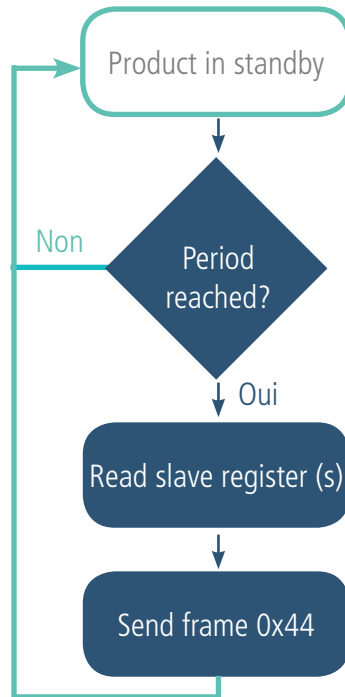 Product in standby
Non
Period
reached?
Oui
Read slave register (s)
Send frame 0x44